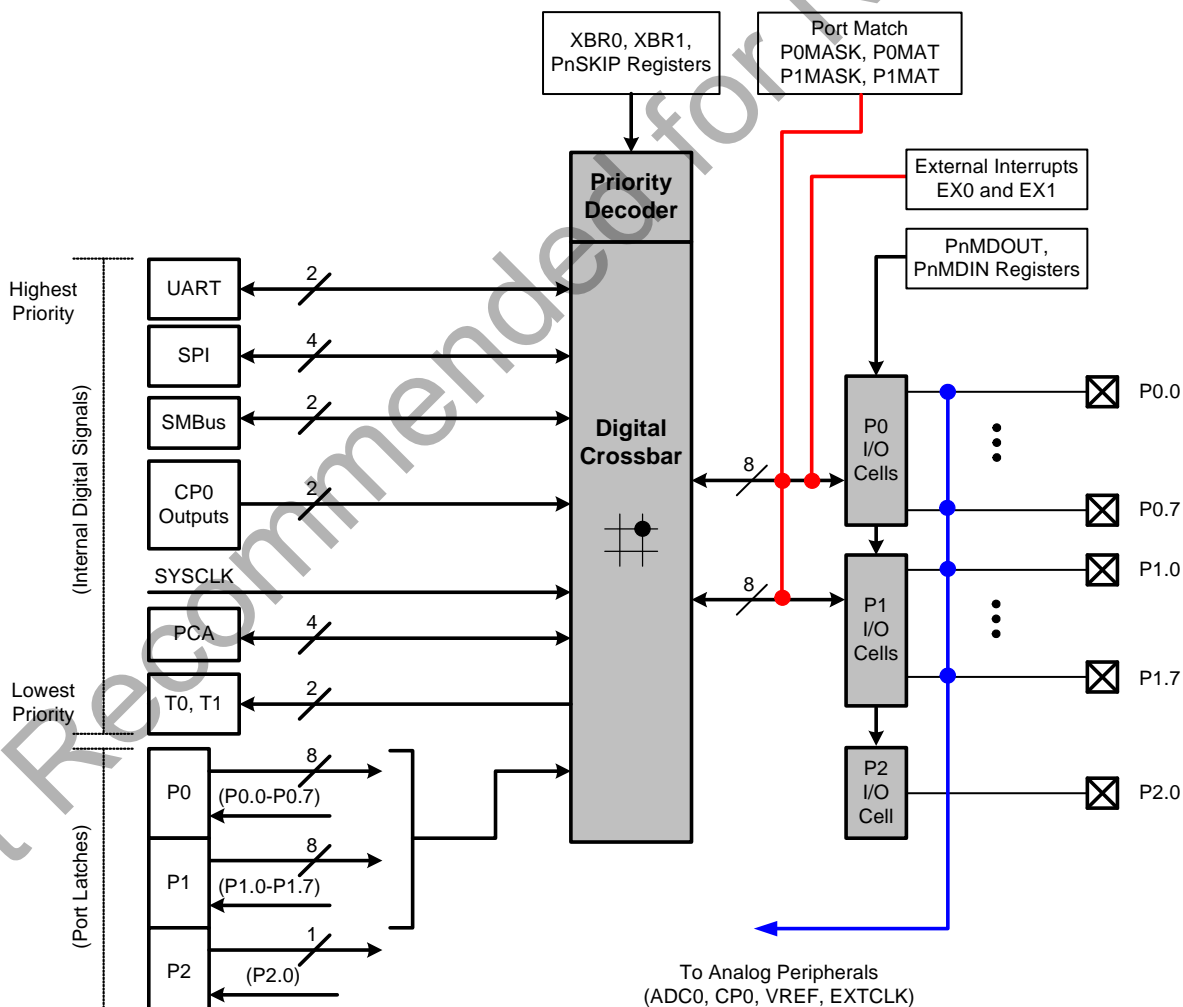 XBR0, XBR1,
PnSKIP Registers
Port Match
P0MASK, P0MAT
P1MASK, P1MAT
External Interrupts
EX0 and EX1
PnMDOUT,
PnMDIN Registers
Priority
Decoder
Digital
Crossbar
Highest
Priority
(Internal Digital Signals)
Lowest
Priority
UART
2
SPI
4
SMBus
2
CP0
Outputs
2
SYSCLK
PCA
4
T0, T1
2
(Port Latches)
P0
8
(P0.0-P0.7)
P1
8
(P1.0-P1.7)
P2
1
(P2.0)
8
8
P0
I/O
Cells
P1
I/O
Cells
P2
I/O
Cell
P0.0
P0.7
P1.0
P1.7
P2.0
To Analog Peripherals
(ADC0, CP0, VREF, EXTCLK)
Recommended for